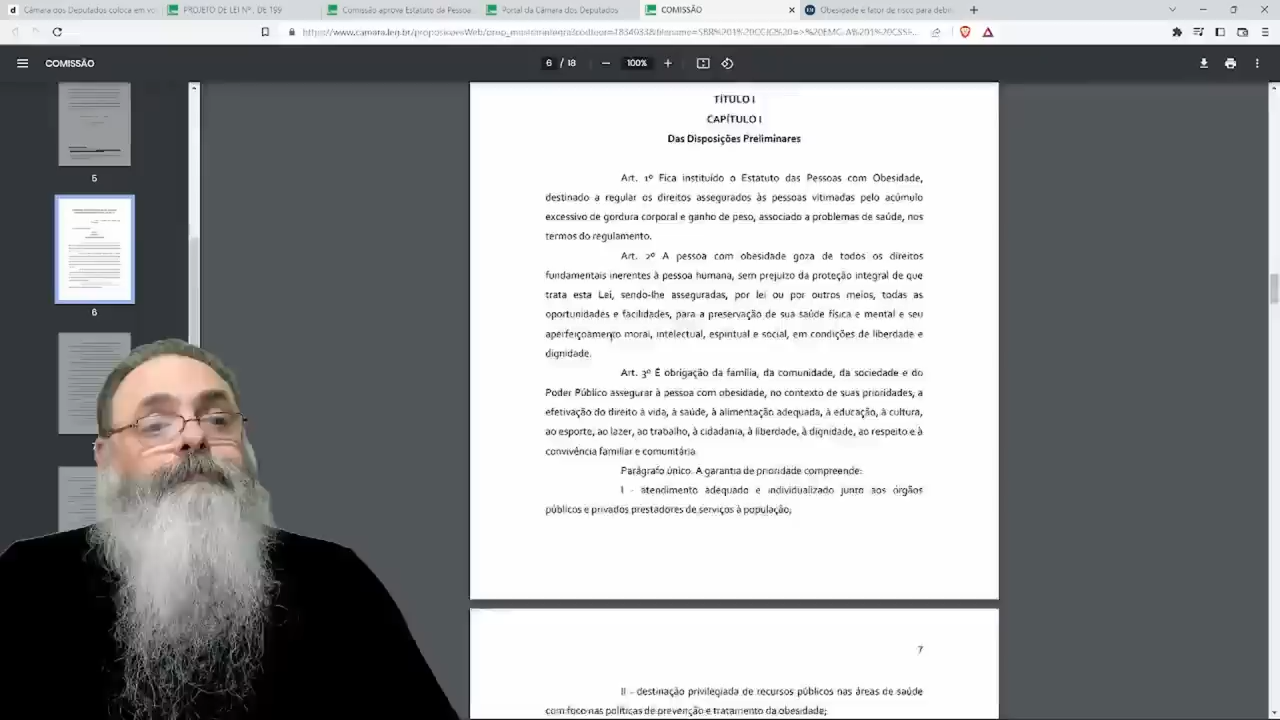 Câmara dos Deputados coloca em vot
PROJETO DE LEI Nº , DE 199
Comissão aprova Estatuto da Pessoa
Portal da Câmara dos Deputados
COMISSÃO
Obesidade é fator de risco para
COMISSÃO
6 / 18
100%
5
6
TÍTULO I
CAPÍTULO I
Das Disposições Preliminares
Art. 1º Fica instituído o Estatuto das Pessoas com Obesidade,
destinado a regular os direitos assegurados às pessoas vitimadas pelo acúmulo
excessivo de gordura corporal e ganho de peso, associado a problemas de saúde, nos
termos do regulamento.
Art. 2º A pessoa com obesidade goza de todos os direitos
fundamentais inerentes à pessoa humana, sem prejuízo da proteção integral de que
trata esta Lei, sendo-lhe asseguradas, por lei ou por outros meios, todas as
oportunidades e facilidades, para a preservação de sua saúde física e mental e seu
aperfeiçoamento moral, intelectual, espiritual e social, em condições de liberdade e
dignidade.
Art. 3º É obrigação da família, da comunidade, da sociedade e do
Poder Público assegurar à pessoa com obesidade, no contexto de suas prioridades, a
efetivação do direito à vida, à saúde, à alimentação adequada, à educação, à cultura,
ao esporte, ao lazer, ao trabalho, à cidadania, à liberdade, à dignidade, ao respeito e à
convivência familiar e comunitária.
Parágrafo único. A garantia de prioridade compreende:
I - atendimento adequado e individualizado junto aos órgãos
públicos e privados prestadores de serviços à população;
7
II - destinação privilegiada de recursos públicos nas áreas de saúde
com foco nas políticas de prevenção e tratamento da obesidade;